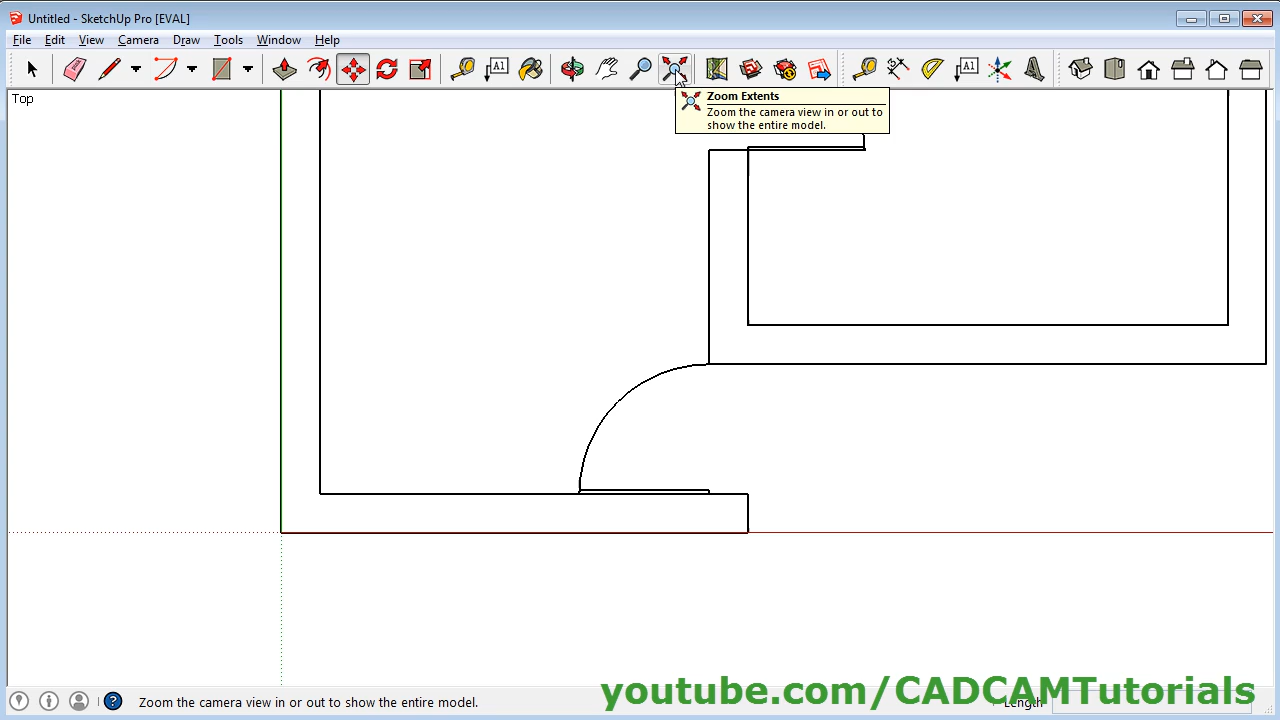 Untitled - SketchUp Pro [EVAL]
File Edit View Camera Draw Tools Window Help
A1 A1
Top
Zoom Extents
Zoom the camera view in or out to
show the entire model.
Zoom the camera view in or out to show the entire model.
Length
youtube.com/CADCAMTutorials